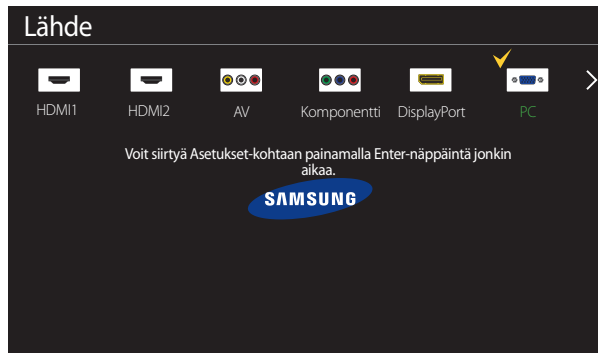 Lähde
HDMI1 HDMI2 AV Komponentti DisplayPort PC
Voit siirtyä Asetukset-kohtaan painamalla Enter-näppäintä jonkin
aikaa.
SAMSUNG